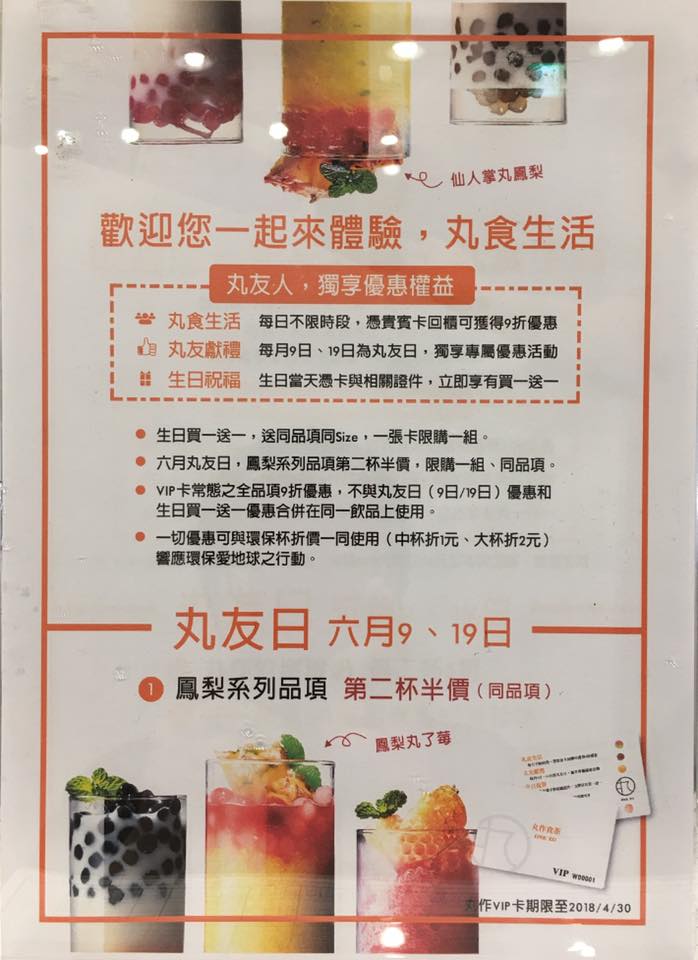 仙人掌丸鳳梨
歡迎您一起來體驗，丸食生活
丸友人，獨享優惠權益
丸食生活 每日不限時段，憑貴賓卡回櫃可獲得9折優惠
丸友獻禮 每月9日、19日為丸友日，獨享專屬優惠活動
生日祝福 生日當天憑卡與相關證件，立即享有買一送一
● 生日買一送一，送同品項同Size，一張卡限購一組。
● 六月丸友日，鳳梨系列品項第二杯半價，限購一組、同品項。
● VIP卡常態之全品項9折優惠，不與丸友日（9日/19日）優惠和
生日買一送一優惠合併在同一飲品上使用。
● 一切優惠可與環保杯折價一同使用（中杯折1元、大杯折2元）
響應環保愛地球之行動。
丸友日 六月9、19日
1 鳳梨系列品項 第二杯半價（同品項）
鳳梨丸了莓
丸作食茶
VIP W00001
丸作VIP卡期限至2018/4/30